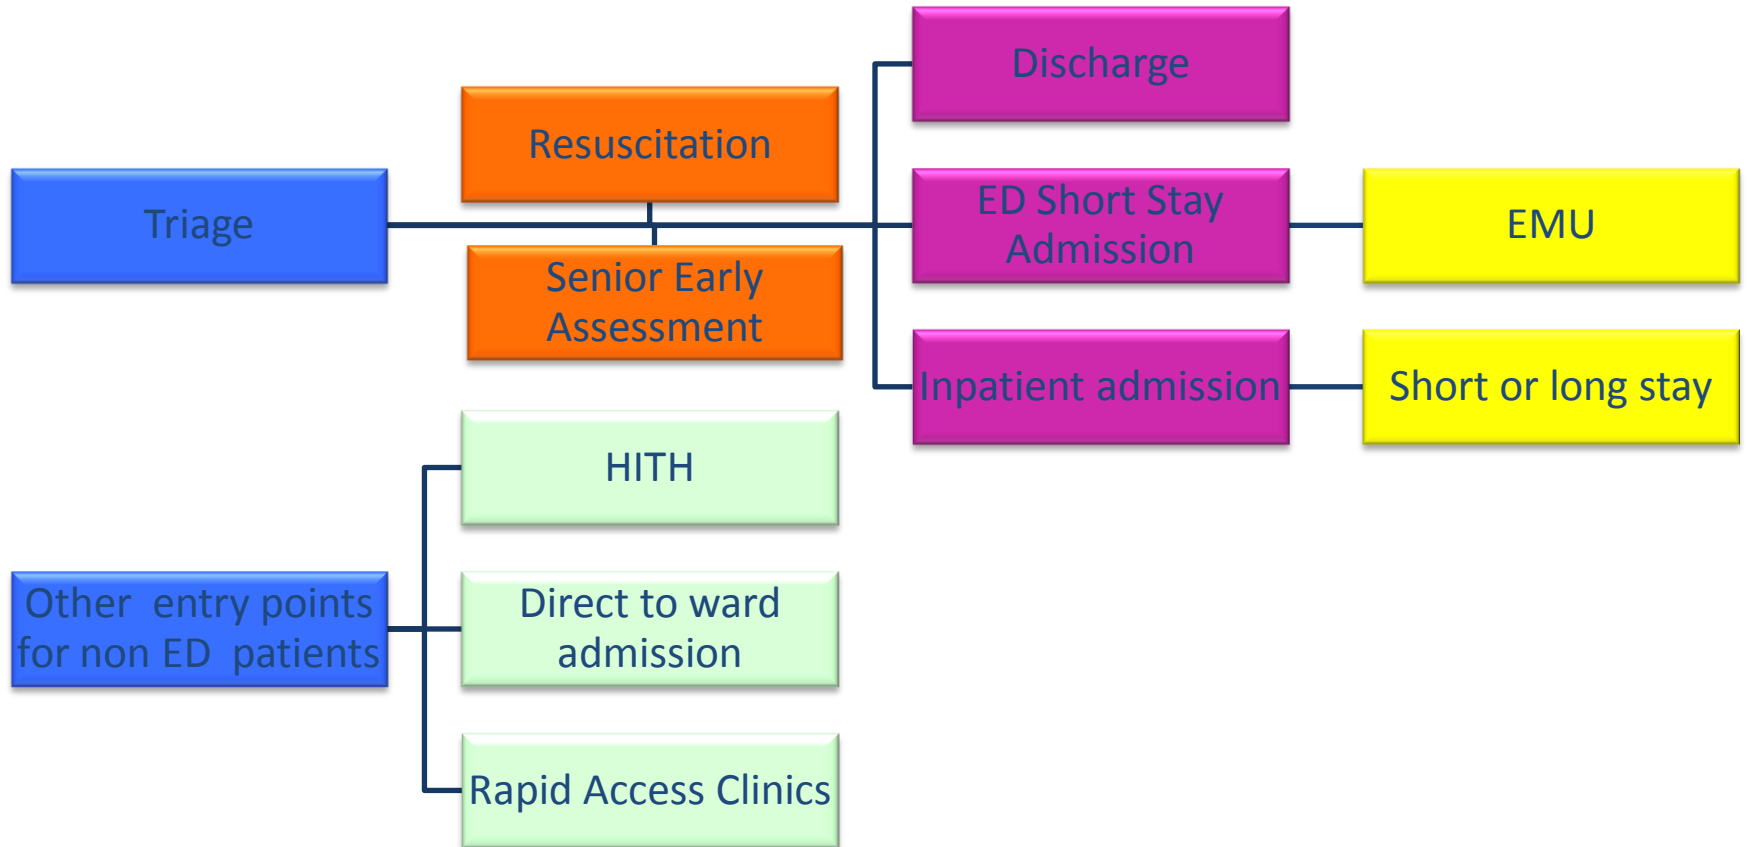 Triage
Resuscitation
Senior Early
Assessment
Discharge
ED Short Stay
Admission
EMU
Inpatient admission
Short or long stay
Other  entry points
for non ED  patients
HITH
Direct to ward
admission
Rapid Access Clinics